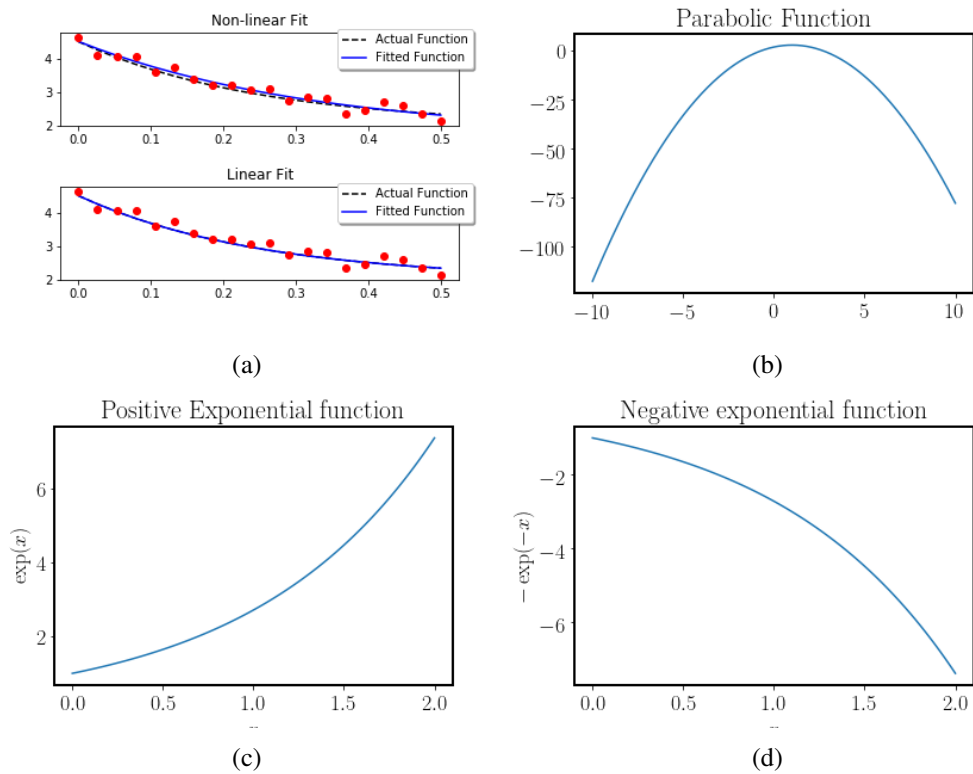 Non-linear Fit
Actual Function
Fitted Function
4
3
2
0.0 0.1 0.2 0.3 0.4 0.5
Linear Fit
Actual Function
Fitted Function
4
3
2
0.0 0.1 0.2 0.3 0.4 0.5
(a)
Parabolic Function
0
−25
−50
−75
−100
−10 −5 0 5 10
(b)
Positive Exponential function
exp(x)
6
4
2
0.0 0.5 1.0 1.5 2.0
(c)
Negative exponential function
− exp(−x)
−2
−4
−6
0.0 0.5 1.0 1.5 2.0
(d)